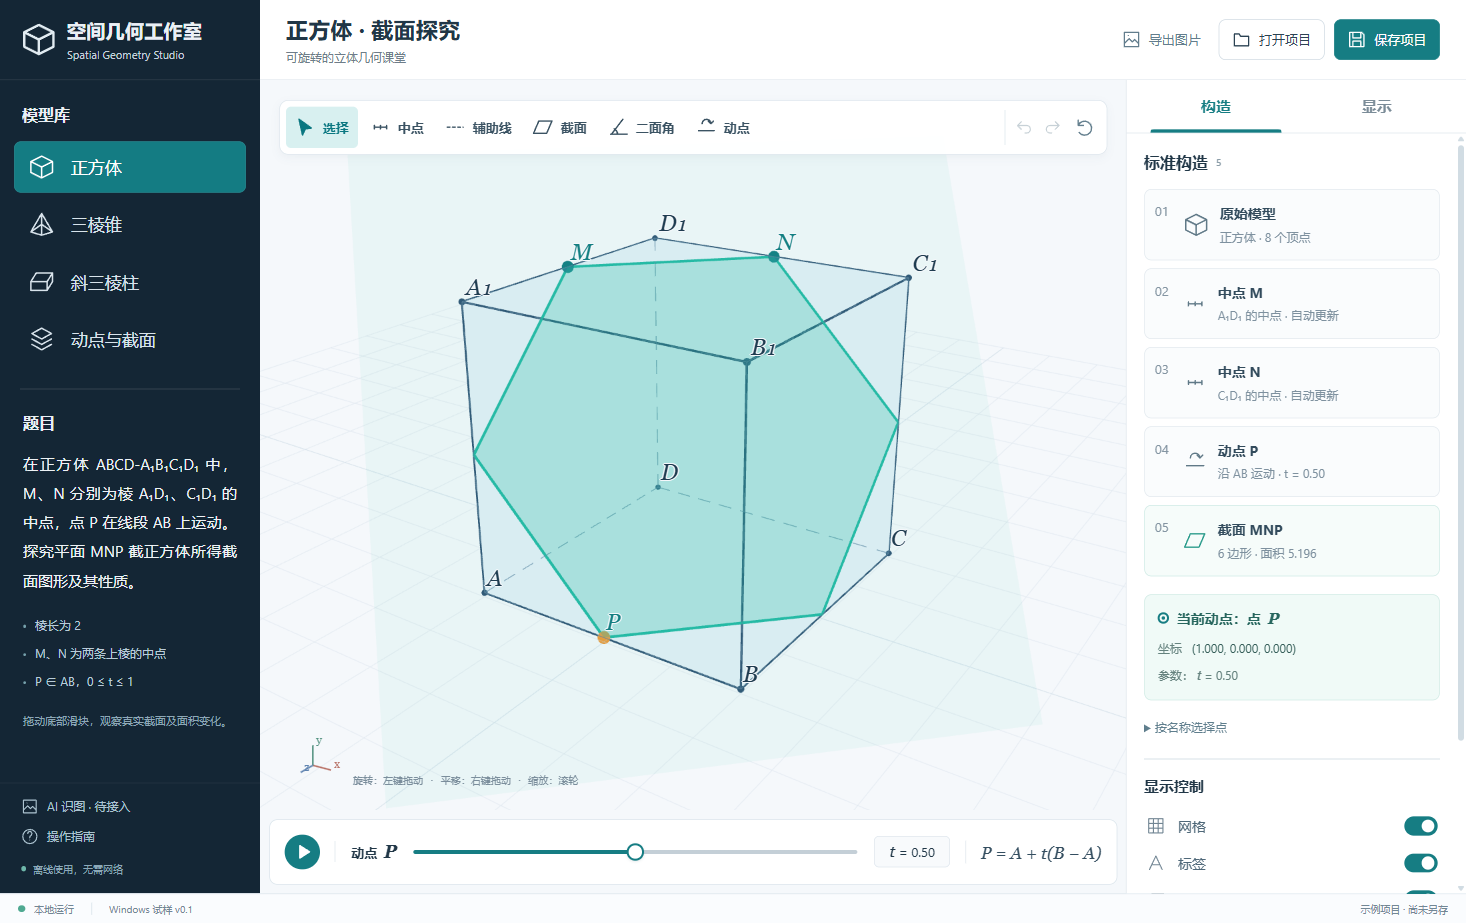 空间几何工作室
Spatial Geometry Studio
模型库
正方体
三棱锥
斜三棱柱
动点与截面
题目
在正方体 ABCD-A₁B₁C₁D₁ 中，
M、N 分别为棱 A₁D₁、C₁D₁ 的
中点，点 P 在线段 AB 上运动。
探究平面 MNP 截正方体所得截
面图形及其性质。
• 棱长为 2
• M、N 为两条上棱的中点
• P ∈ AB，0 ≤ t ≤ 1
拖动底部滑块，观察真实截面及面积变化。
AI 识图 · 待接入
操作指南
离线使用，无需网络
正方体 · 截面探究
可旋转的立体几何课堂
导出图片
打开项目
保存项目
选择
中点
辅助线
截面
二面角
动点
D1
M
N
C1
A1
B1
D
C
A
P
B
y
z
x
旋转：左键拖动 · 平移：右键拖动 · 缩放：滚轮
动点 P
t = 0.50
P = A + t(B − A)
构造
显示
标准构造 5
01
原始模型
正方体 · 8 个顶点
02
中点 M
A₁D₁ 的中点 · 自动更新
03
中点 N
C₁D₁ 的中点 · 自动更新
04
动点 P
沿 AB 运动 · t = 0.50
05
截面 MNP
6 边形 · 面积 5.196
当前动点：点 P
坐标 (1.000, 0.000, 0.000)
参数： t = 0.50
▶ 按名称选择点
显示控制
网格
标签
本地运行
Windows 试样 v0.1
示例项目 · 尚未另存